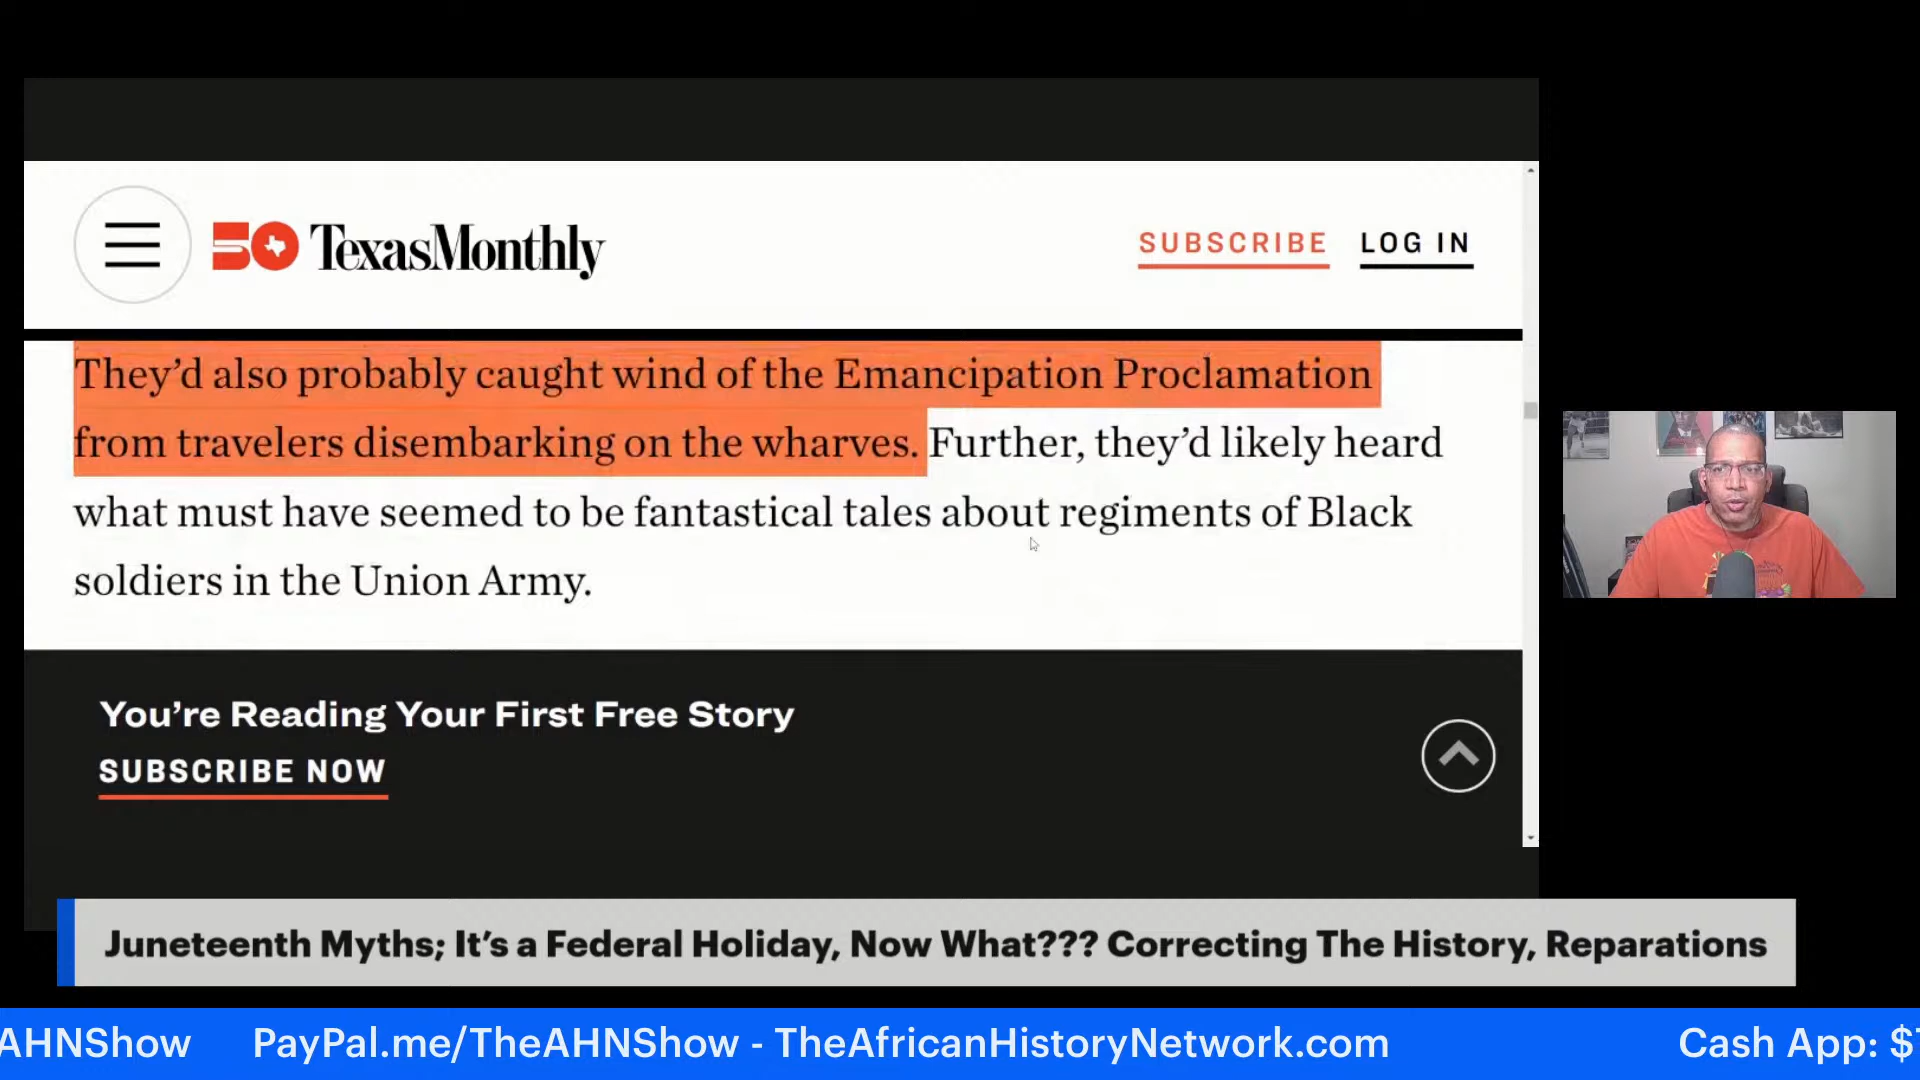 50 TexasMonthly
SUBSCRIBE LOG IN
They’d also probably caught wind of the Emancipation Proclamation
from travelers disembarking on the wharves. Further, they’d likely heard
what must have seemed to be fantastical tales about regiments of Black
soldiers in the Union Army.
You’re Reading Your First Free Story
SUBSCRIBE NOW
Juneteenth Myths; It’s a Federal Holiday, Now What??? Correcting The History, Reparations
AHNShow PayPal.me/TheAHNShow - TheAfricanHistoryNetwork.com Cash App: $